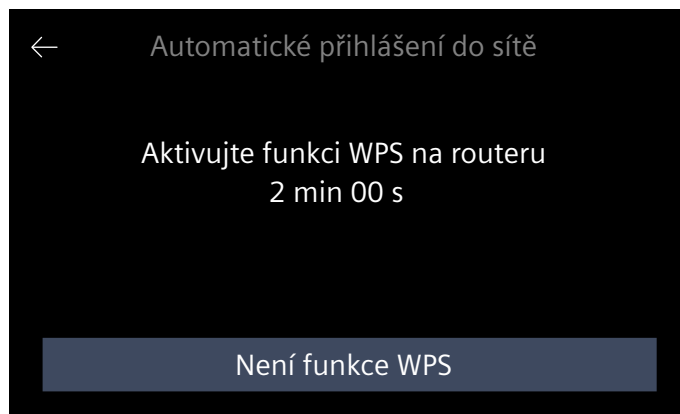 Automatické přihlášení do sítě
Aktivujte funkci WPS na routeru
2 min 00 s
Není funkce WPS